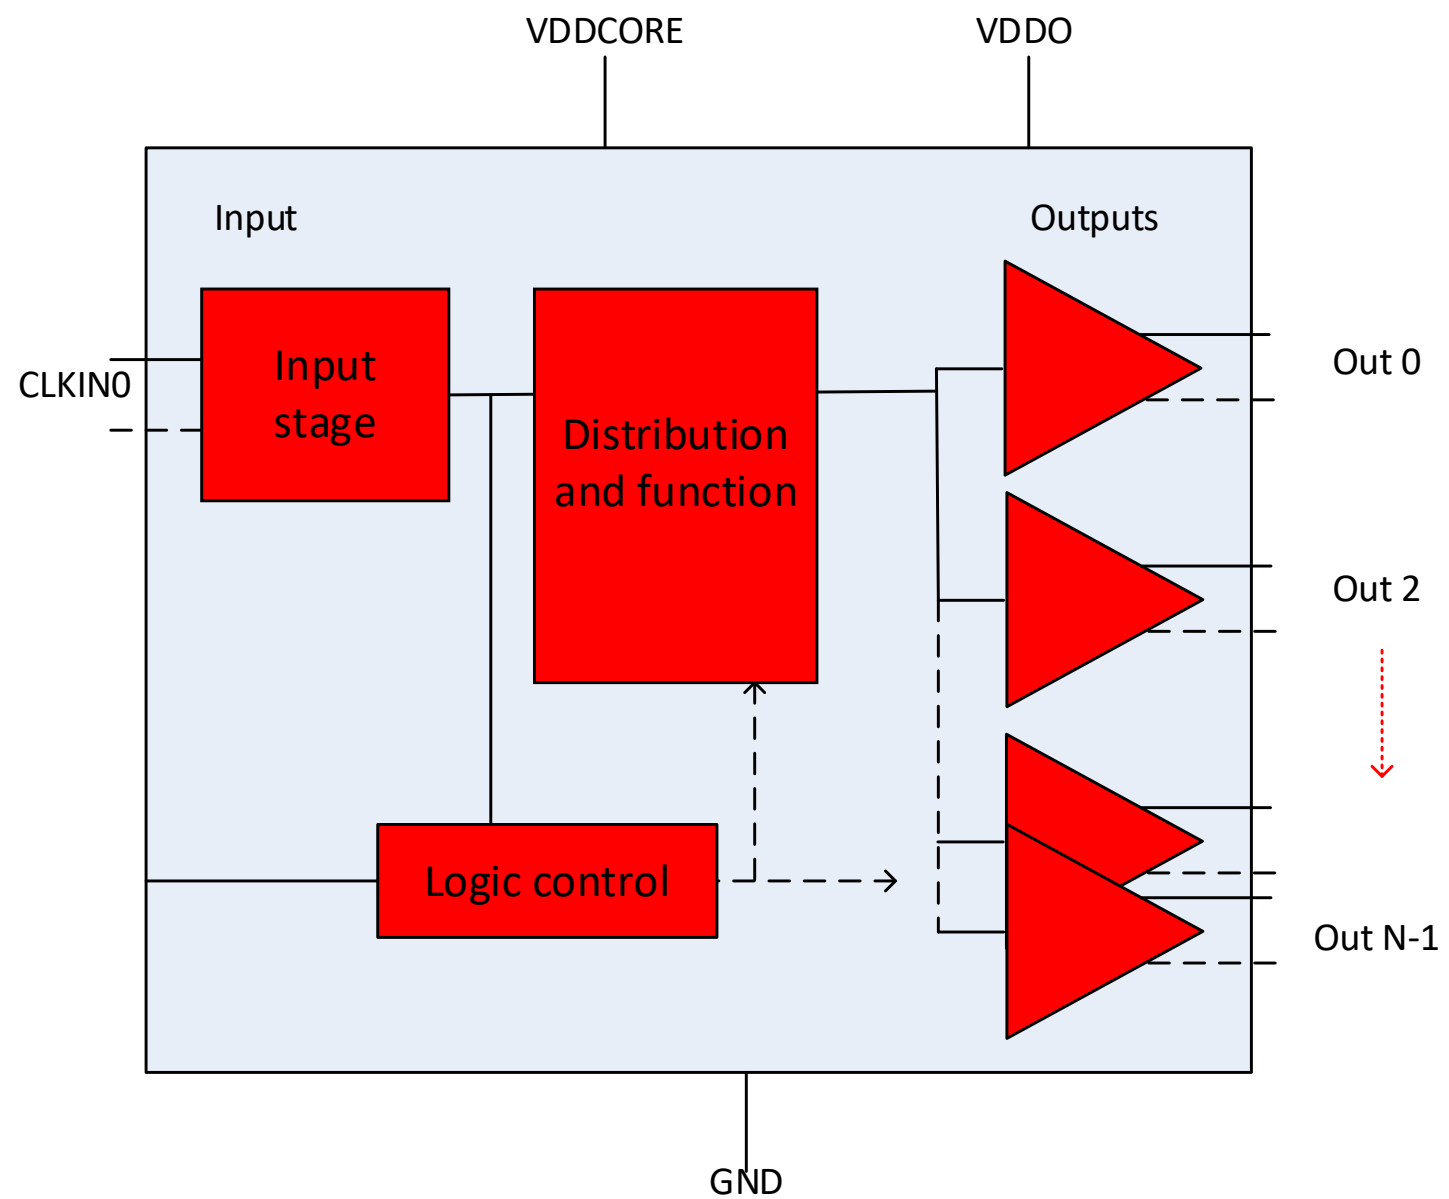 VDDCORE
VDDO
Input
Outputs
CLKIN0
Input
stage
Distribution
and function
Out 0
Out 2
Logic control
Out N-1
GND